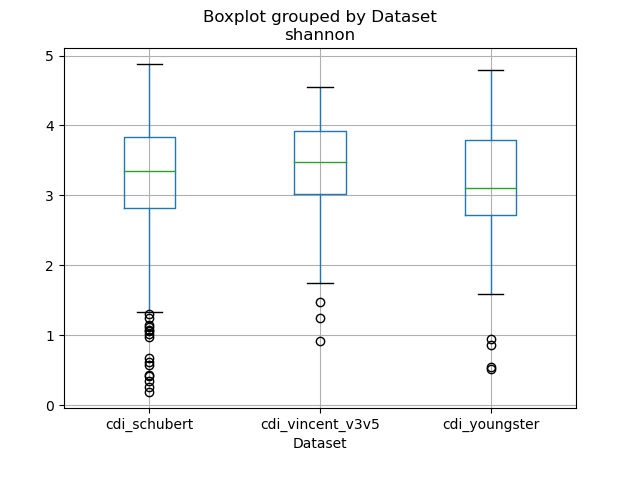 Boxplot grouped by Dataset
shannon
5
4
3
2
1
0
cdi_schubert cdi_vincent_v3v5 cdi_youngster
Dataset